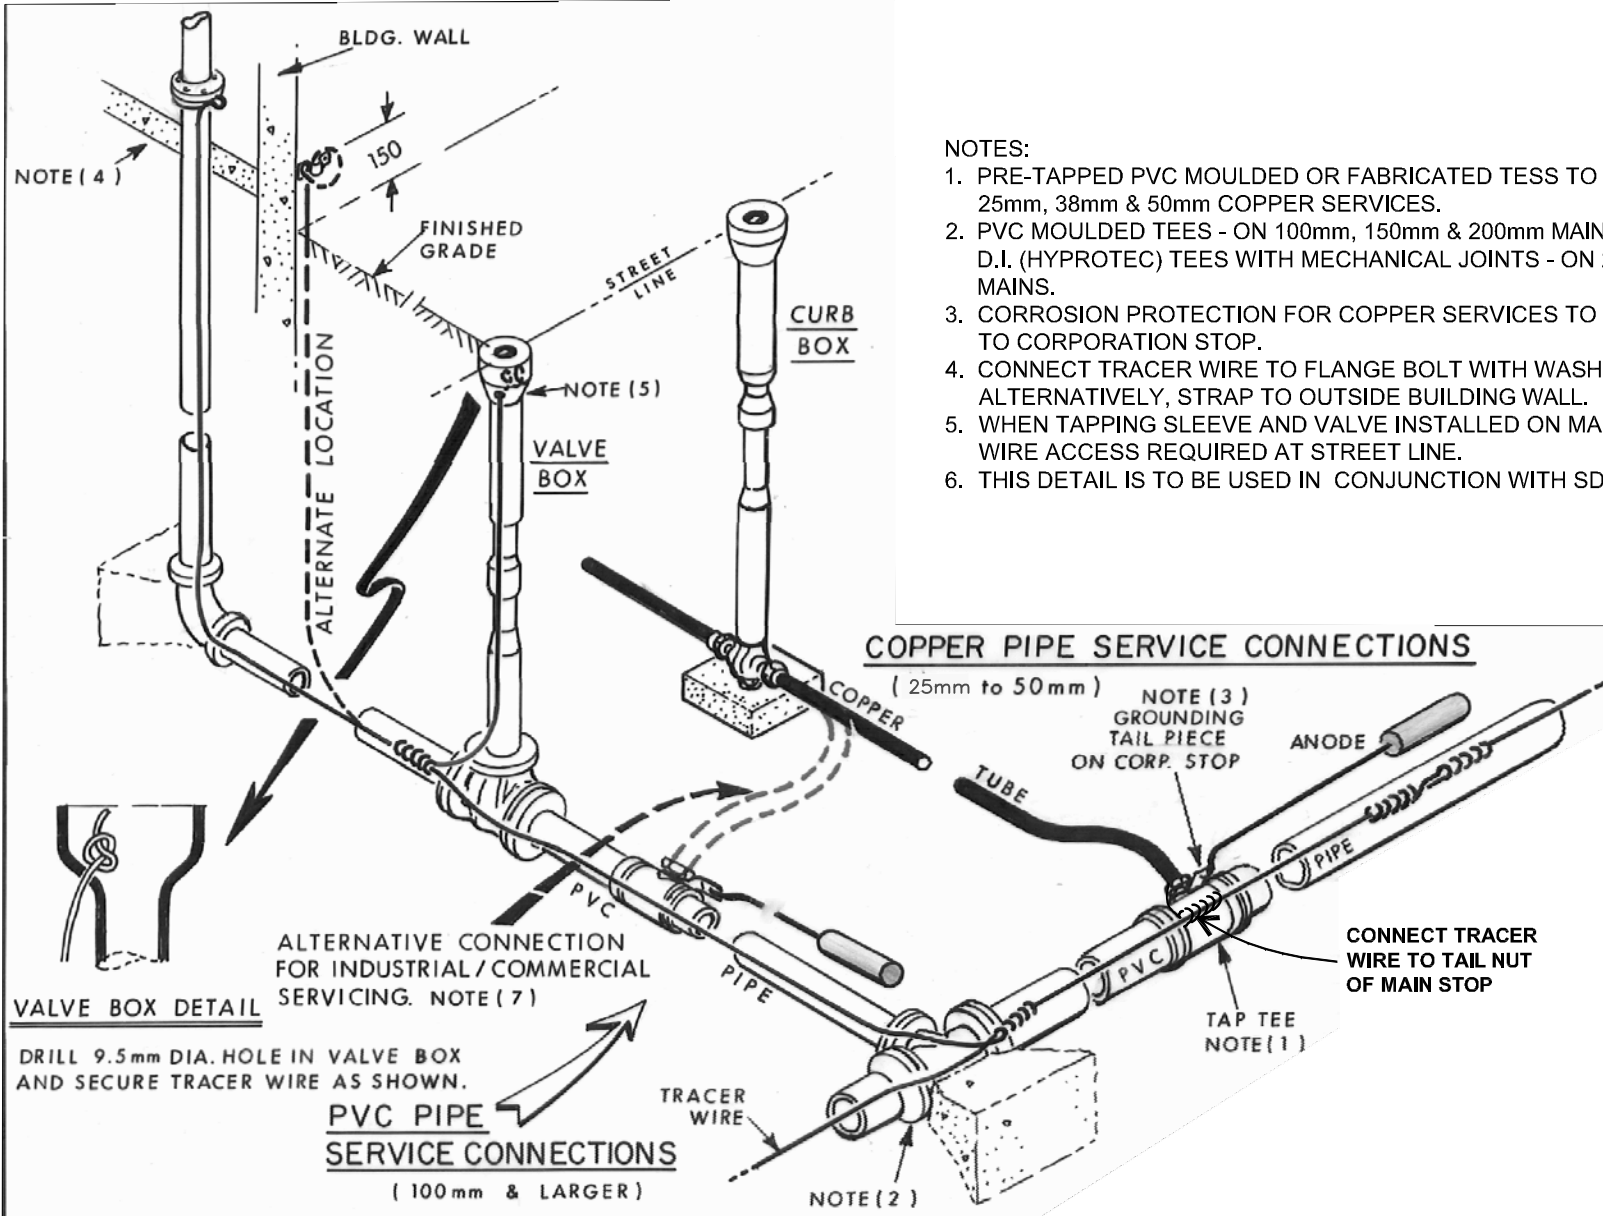 BLDG. WALL
NOTE (4)
150
FINISHED
GRADE
STREET
LINE
ALTERNATE LOCATION
NOTE (5)
VALVE
BOX
CURB
BOX
NOTES:
1. PRE-TAPPED PVC MOULDED OR FABRICATED TESS TO
25mm, 38mm & 50mm COPPER SERVICES.
2. PVC MOULDED TEES - ON 100mm, 150mm & 200mm MAIN
D.I. (HYPROTEC) TEES WITH MECHANICAL JOINTS - ON
MAINS.
3. CORROSION PROTECTION FOR COPPER SERVICES TO
TO CORPORATION STOP.
4. CONNECT TRACER WIRE TO FLANGE BOLT WITH WASH
ALTERNATIVELY, STRAP TO OUTSIDE BUILDING WALL.
5. WHEN TAPPING SLEEVE AND VALVE INSTALLED ON MA
WIRE ACCESS REQUIRED AT STREET LINE.
6. THIS DETAIL IS TO BE USED IN CONJUNCTION WITH SD
COPPER PIPE SERVICE CONNECTIONS
(25mm to 50mm)
COPPER
TUBE
NOTE (3)
GROUNDING
TAIL PIECE
ON CORP. STOP
ANODE
PIPE
PVC
CONNECT TRACER
WIRE TO TAIL NUT
OF MAIN STOP
TAP TEE
NOTE(1)
PVC
PIPE
ALTERNATIVE CONNECTION
FOR INDUSTRIAL/COMMERCIAL
SERVICING. NOTE(7)
VALVE BOX DETAIL
DRILL 9.5mm DIA. HOLE IN VALVE BOX
AND SECURE TRACER WIRE AS SHOWN.
PVC PIPE
SERVICE CONNECTIONS
(100mm & LARGER)
TRACER
WIRE
NOTE(2)